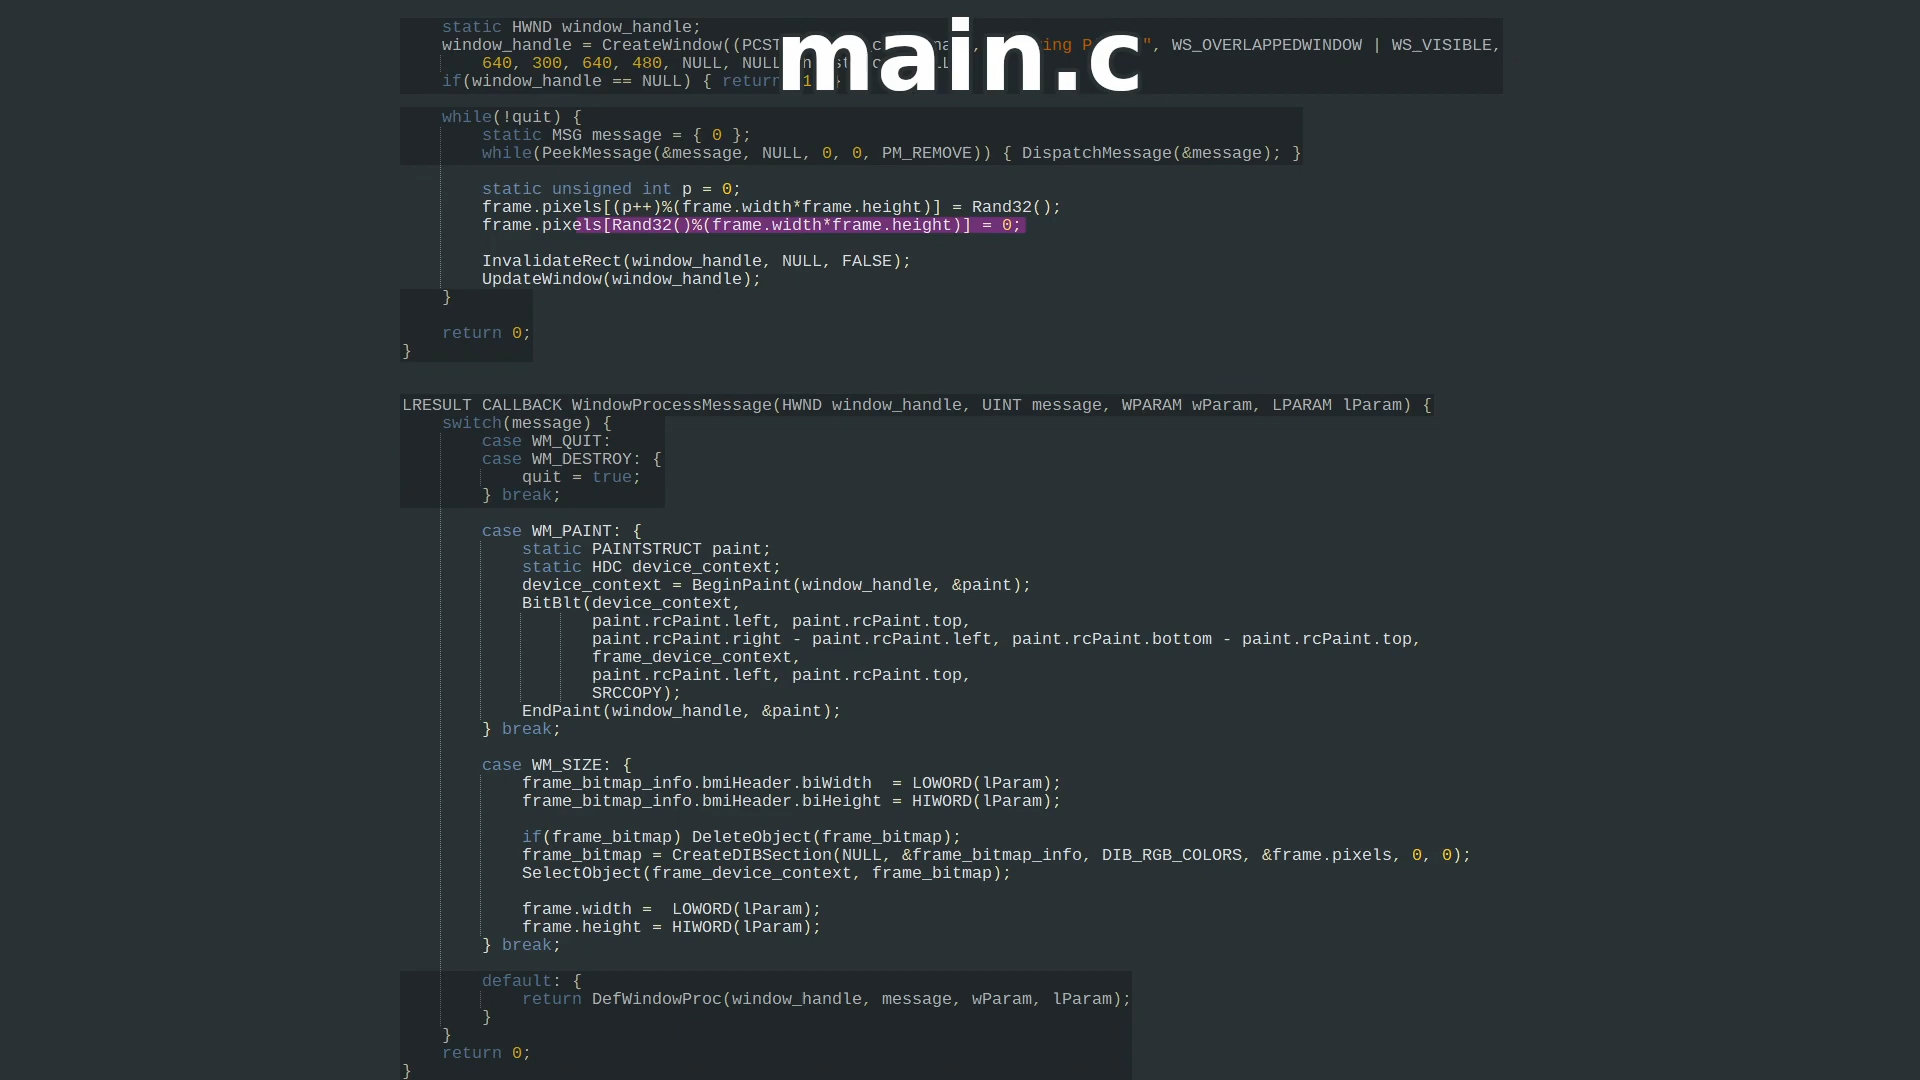 main.c
static HWND window_handle;
window_handle = CreateWindow((PCST ", WS_OVERLAPPEDWINDOW | WS_VISIBLE,
640, 300, 640, 480, NULL, NULL
if(window_handle == NULL) { return
while(!quit) {
static MSG message = { 0 };
while(PeekMessage(&message, NULL, 0, 0, PM_REMOVE)) { DispatchMessage(&message); }
static unsigned int p = 0;
frame.pixels[(p++)%(frame.width*frame.height)] = Rand32();
frame.pixels[Rand32()%(frame.width*frame.height)] = 0;
InvalidateRect(window_handle, NULL, FALSE);
UpdateWindow(window_handle);
}
return 0;
}
LRESULT CALLBACK WindowProcessMessage(HWND window_handle, UINT message, WPARAM wParam, LPARAM lParam) {
switch(message) {
case WM_QUIT:
case WM_DESTROY: {
quit = true;
} break;
case WM_PAINT: {
static PAINTSTRUCT paint;
static HDC device_context;
device_context = BeginPaint(window_handle, &paint);
BitBlt(device_context,
paint.rcPaint.left, paint.rcPaint.top,
paint.rcPaint.right - paint.rcPaint.left, paint.rcPaint.bottom - paint.rcPaint.top,
frame_device_context,
paint.rcPaint.left, paint.rcPaint.top,
SRCCOPY);
EndPaint(window_handle, &paint);
} break;
case WM_SIZE: {
frame_bitmap_info.bmiHeader.biWidth  = LOWORD(lParam);
frame_bitmap_info.bmiHeader.biHeight = HIWORD(lParam);
if(frame_bitmap) DeleteObject(frame_bitmap);
frame_bitmap = CreateDIBSection(NULL, &frame_bitmap_info, DIB_RGB_COLORS, &frame.pixels, 0, 0);
SelectObject(frame_device_context, frame_bitmap);
frame.width =  LOWORD(lParam);
frame.height = HIWORD(lParam);
} break;
default: {
return DefWindowProc(window_handle, message, wParam, lParam);
}
}
return 0;
}